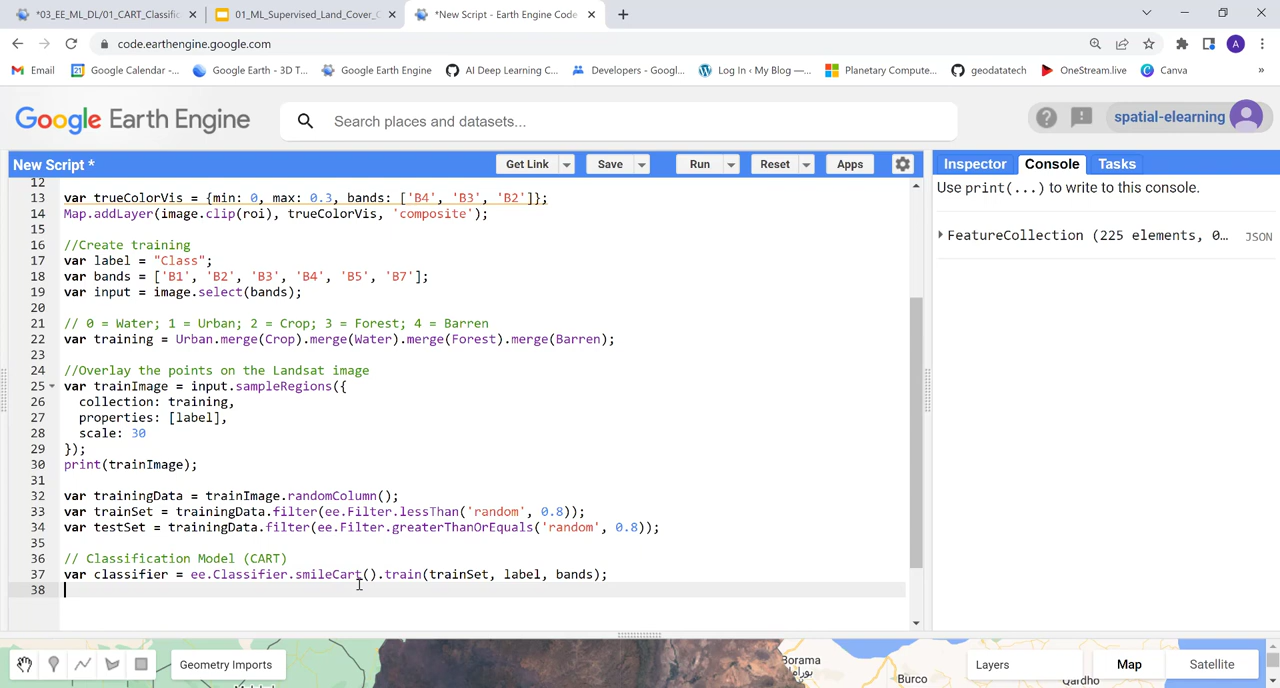 *03_EE_ML_DL/01_CART_Classific
01_ML_Supervised_Land_Cover_C
*New Script - Earth Engine Code
code.earthengine.google.com
A
Email
Google Calendar -...
Google Earth - 3D T...
Google Earth Engine
AI Deep Learning C...
Developers - Googl...
Log In ‹ My Blog —...
Planetary Compute...
geodatatech
OneStream.live
Canva
»
Google Earth Engine
Search places and datasets...
spatial-elearning
New Script *
Get Link
Save
Run
Reset
Apps
Inspector
Console
Tasks
Use print(...) to write to this console.
FeatureCollection (225 elements, 0...
JSON
12
13 var trueColorVis = {min: 0, max: 0.3, bands: ['B4', 'B3', 'B2']};
14 Map.addLayer(image.clip(roi), trueColorVis, 'composite');
15
16 //Create training
17 var label = "Class";
18 var bands = ['B1', 'B2', 'B3', 'B4', 'B5', 'B7'];
19 var input = image.select(bands);
20
21 // 0 = Water; 1 = Urban; 2 = Crop; 3 = Forest; 4 = Barren
22 var training = Urban.merge(Crop).merge(Water).merge(Forest).merge(Barren);
23
24 //Overlay the points on the Landsat image
25 var trainImage = input.sampleRegions({
26 collection: training,
27 properties: [label],
28 scale: 30
29 });
30 print(trainImage);
31
32 var trainingData = trainImage.randomColumn();
33 var trainSet = trainingData.filter(ee.Filter.lessThan('random', 0.8));
34 var testSet = trainingData.filter(ee.Filter.greaterThanOrEquals('random', 0.8));
35
36 // Classification Model (CART)
37 var classifier = ee.Classifier.smileCart().train(trainSet, label, bands);
38
Geometry Imports
Borama
Burco
Qardho
Layers
Map
Satellite